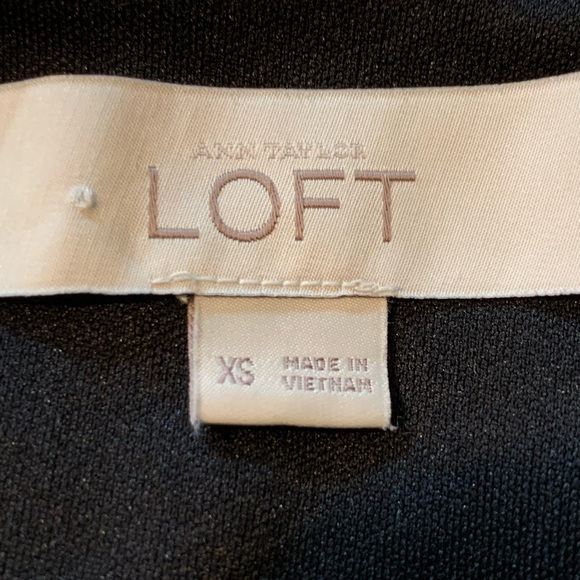 ANN TAYLOR
LOFT
XS
MADE IN
VIETNAM